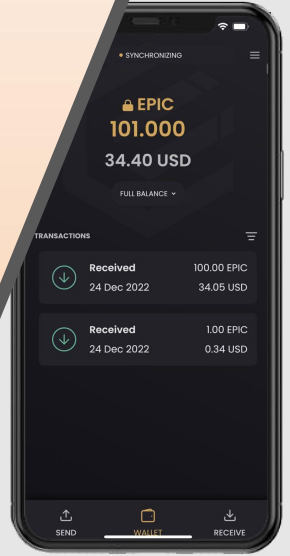 SYNCHRONIZING
EPIC
101.000
34.40 USD
FULL BALANCE
TRANSACTIONS
Received 100.00 EPIC
24 Dec 2022 34.05 USD
Received 1.00 EPIC
24 Dec 2022 0.34 USD
SEND WALLET RECEIVE